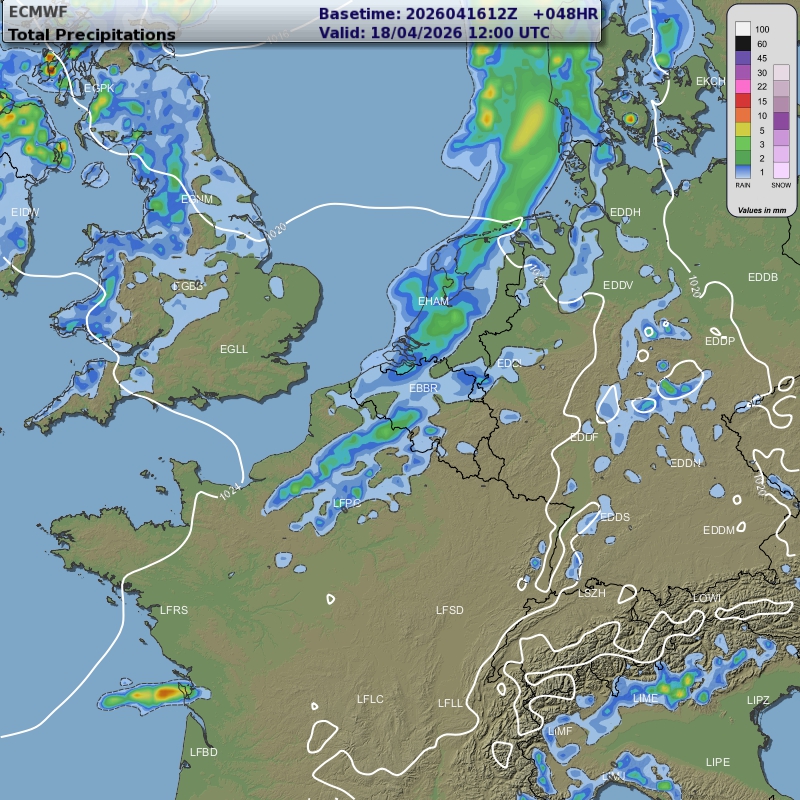 ECMWF
Basetime: 2026041612Z +048HR
Total Precipitations
Valid: 18/04/2026 12:00 UTC
100
60
45
30
22
15
10
5
3
2
1
RAIN
SNOW
Values in mm
EGPK
EKCH
EIDW
EGNM
EDDH
1020
EGBB
EDDV
EDDB
1020
EHAM
EGLL
EDDP
EBBR
EDDF
EDDN
1020
1024
LFPG
EDDS
EDDM
LSZH
LOWI
LFRS
LFSD
LFLC
LFLL
LIME
LIPZ
LIMF
LFBD
LIPE